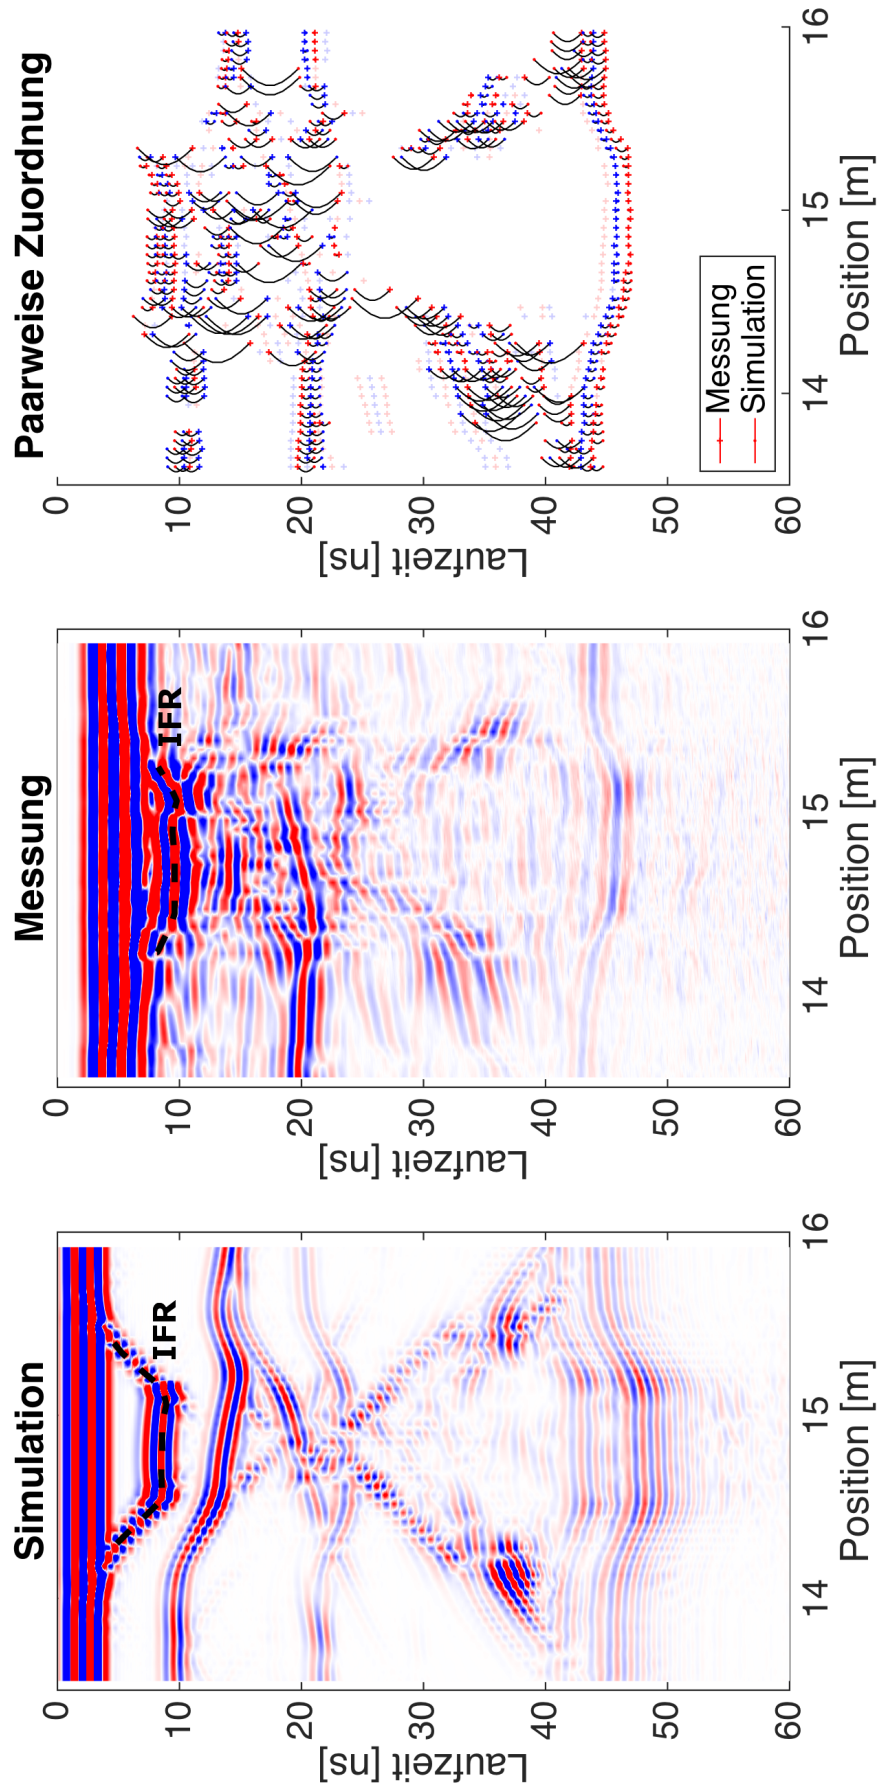 Simulation
0
10
20
30
40
50
60
Laufzeit [ns]
14
15
16
Position [m]
IFR
Messung
0
10
20
30
40
50
60
Laufzeit [ns]
14
15
16
Position [m]
IFR
Paarweise Zuordnung
0
10
20
30
40
50
60
Laufzeit [ns]
14
15
16
Position [m]
Messung
Simulation